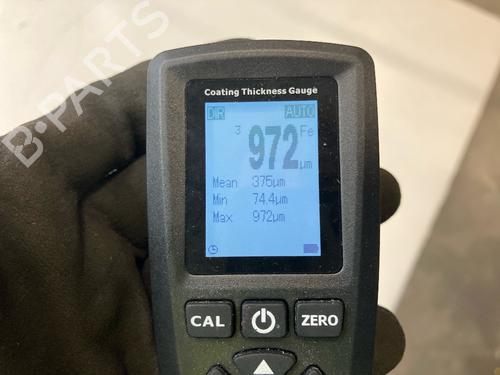 B-PARTS
Coating Thickness Gauge
DIR AUTO
3 972 Fe
µm
Mean 375µm
Min 74.4µm
Max 972µm
CAL ZERO